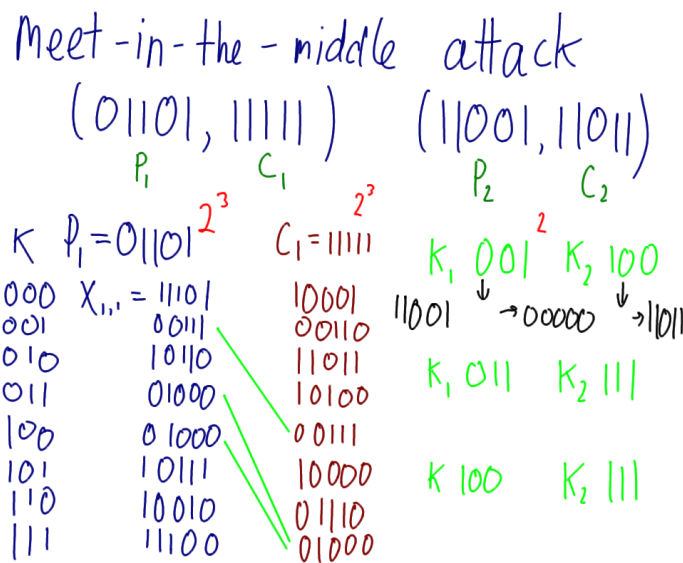 Meet-in-the-middle attack
(01101, 11111) (11001, 11011)
P1 C1 P2 C2
K P1=01101 2^3 C1=11111 2^3 K1 001 2 K2 100
000 X1,1 = 11101 10001 11001 ↓ →00000 ↓ →11011
001 00111 00110
010 10110 11011 K1 011 K2 111
011 01000 10100
100 01000 00111
101 10111 10000 K 100 K2 111
110 10010 01110
111 11100 01000